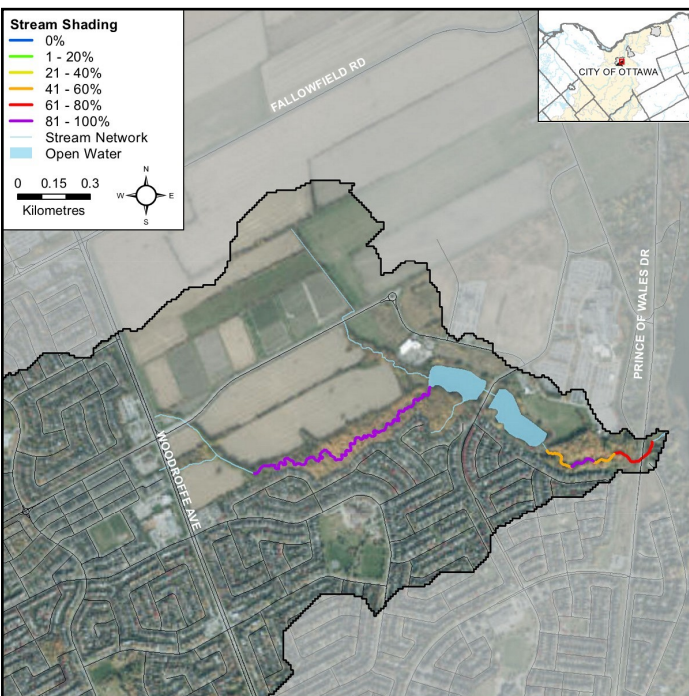 Stream Shading
0%
1 - 20%
21 - 40%
41 - 60%
61 - 80%
81 - 100%
Stream Network
Open Water
0 0.15 0.3
Kilometres
N
W E
S
CITY OF OTTAWA
FALLOWFIELD RD
PRINCE OF WALES DR
WOODROFFE AVE